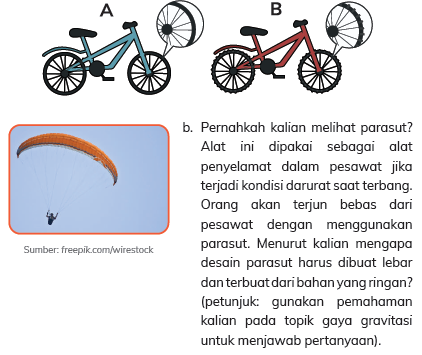 A
B
b. Pernahkah kalian melihat parasut?
Alat ini dipakai sebagai alat
penyelamat dalam pesawat jika
terjadi kondisi darurat saat terbang.
Orang akan terjun bebas dari
pesawat dengan menggunakan
parasut. Menurut kalian mengapa
desain parasut harus dibuat lebar
dan terbuat dari bahan yang ringan?
(petunjuk: gunakan pemahaman
kalian pada topik gaya gravitasi
untuk menjawab pertanyaan).
Sumber: freepik.com/wirestock